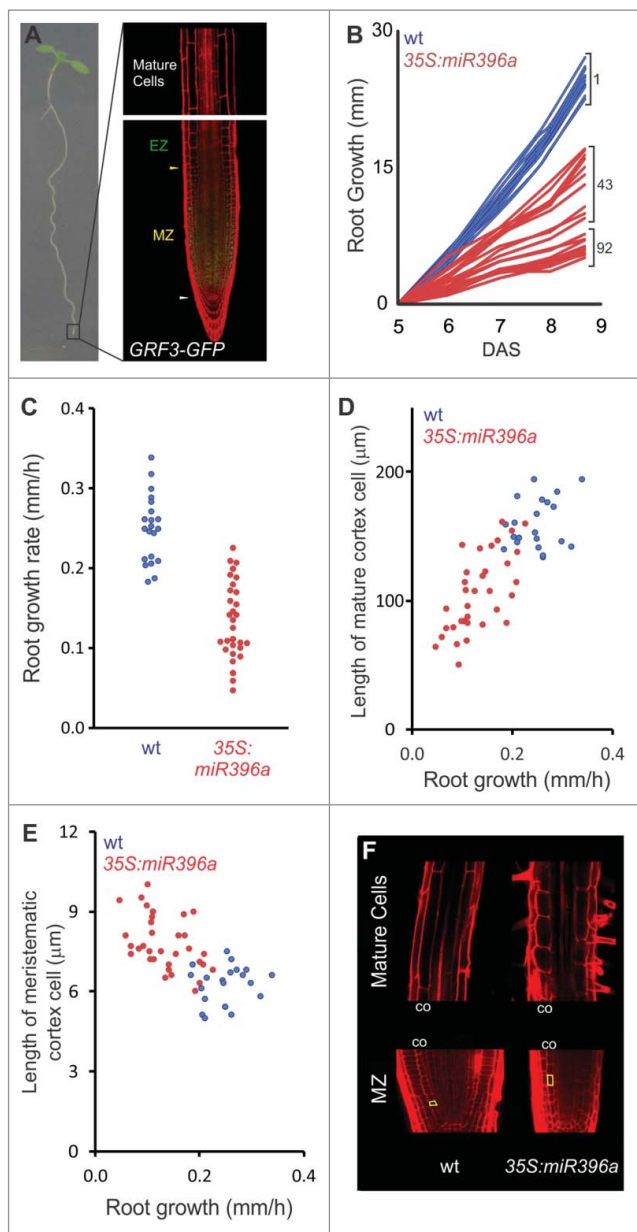 A
Mature
Cells
EZ
MZ
GRF3-GFP
B
wt
35S:miR396a
30
15
0
Root Growth (mm)
5 6 7 8 9
DAS
1
43
92
C
0.4
0.3
0.2
0.1
0.0
Root growth rate (mm/h)
wt
35S:
miR396a
D
wt
35S:miR396a
200
100
0
Length of mature cortex cell (μm)
0.0 0.2 0.4
Root growth (mm/h)
E
wt
35S:miR396a
12
9
6
3
0
Length of meristematic
cortex cell (μm)
0.0 0.2 0.4
Root growth (mm/h)
F
Mature Cells
co co
co co
MZ
wt 35S:miR396a